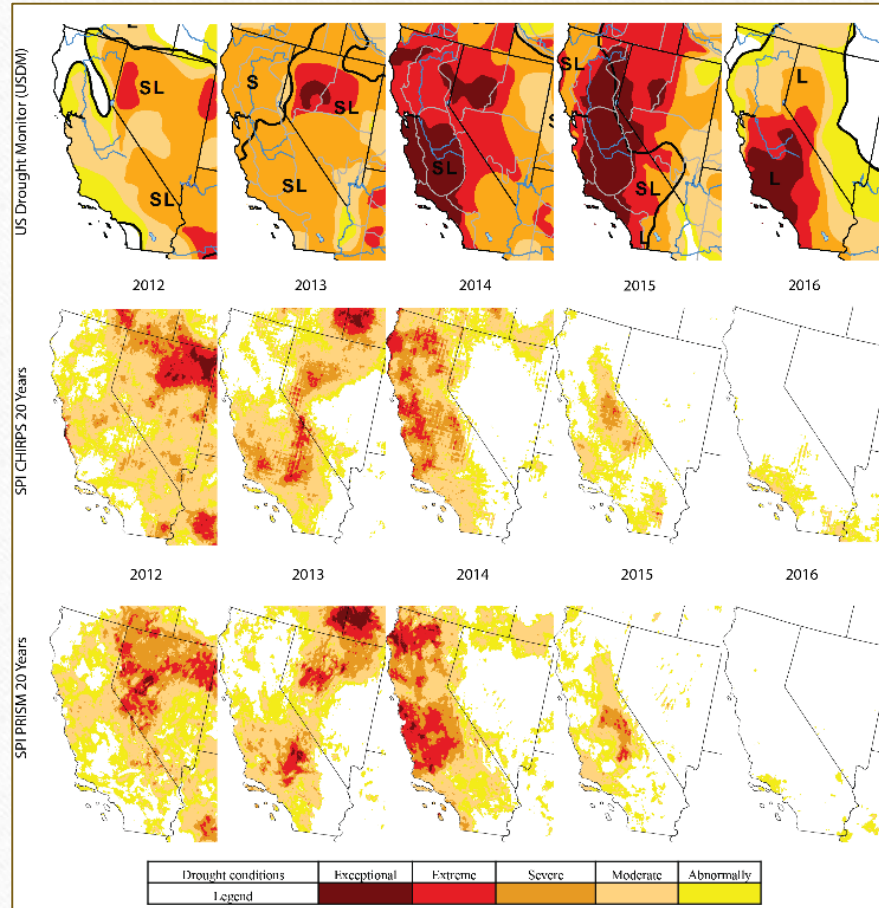 US Drought Monitor (USDM)
L
SL
SL
S
SL
SL
SL
S
L
SL
SL
L
L
L
2012
2013
2014
2015
2016
SPI CHIRPS 20 Years
2012
2013
2014
2015
2016
SPI PRISM 20 Years
Drought conditions Exceptional Extreme Severe Moderate Abnormally
Legend